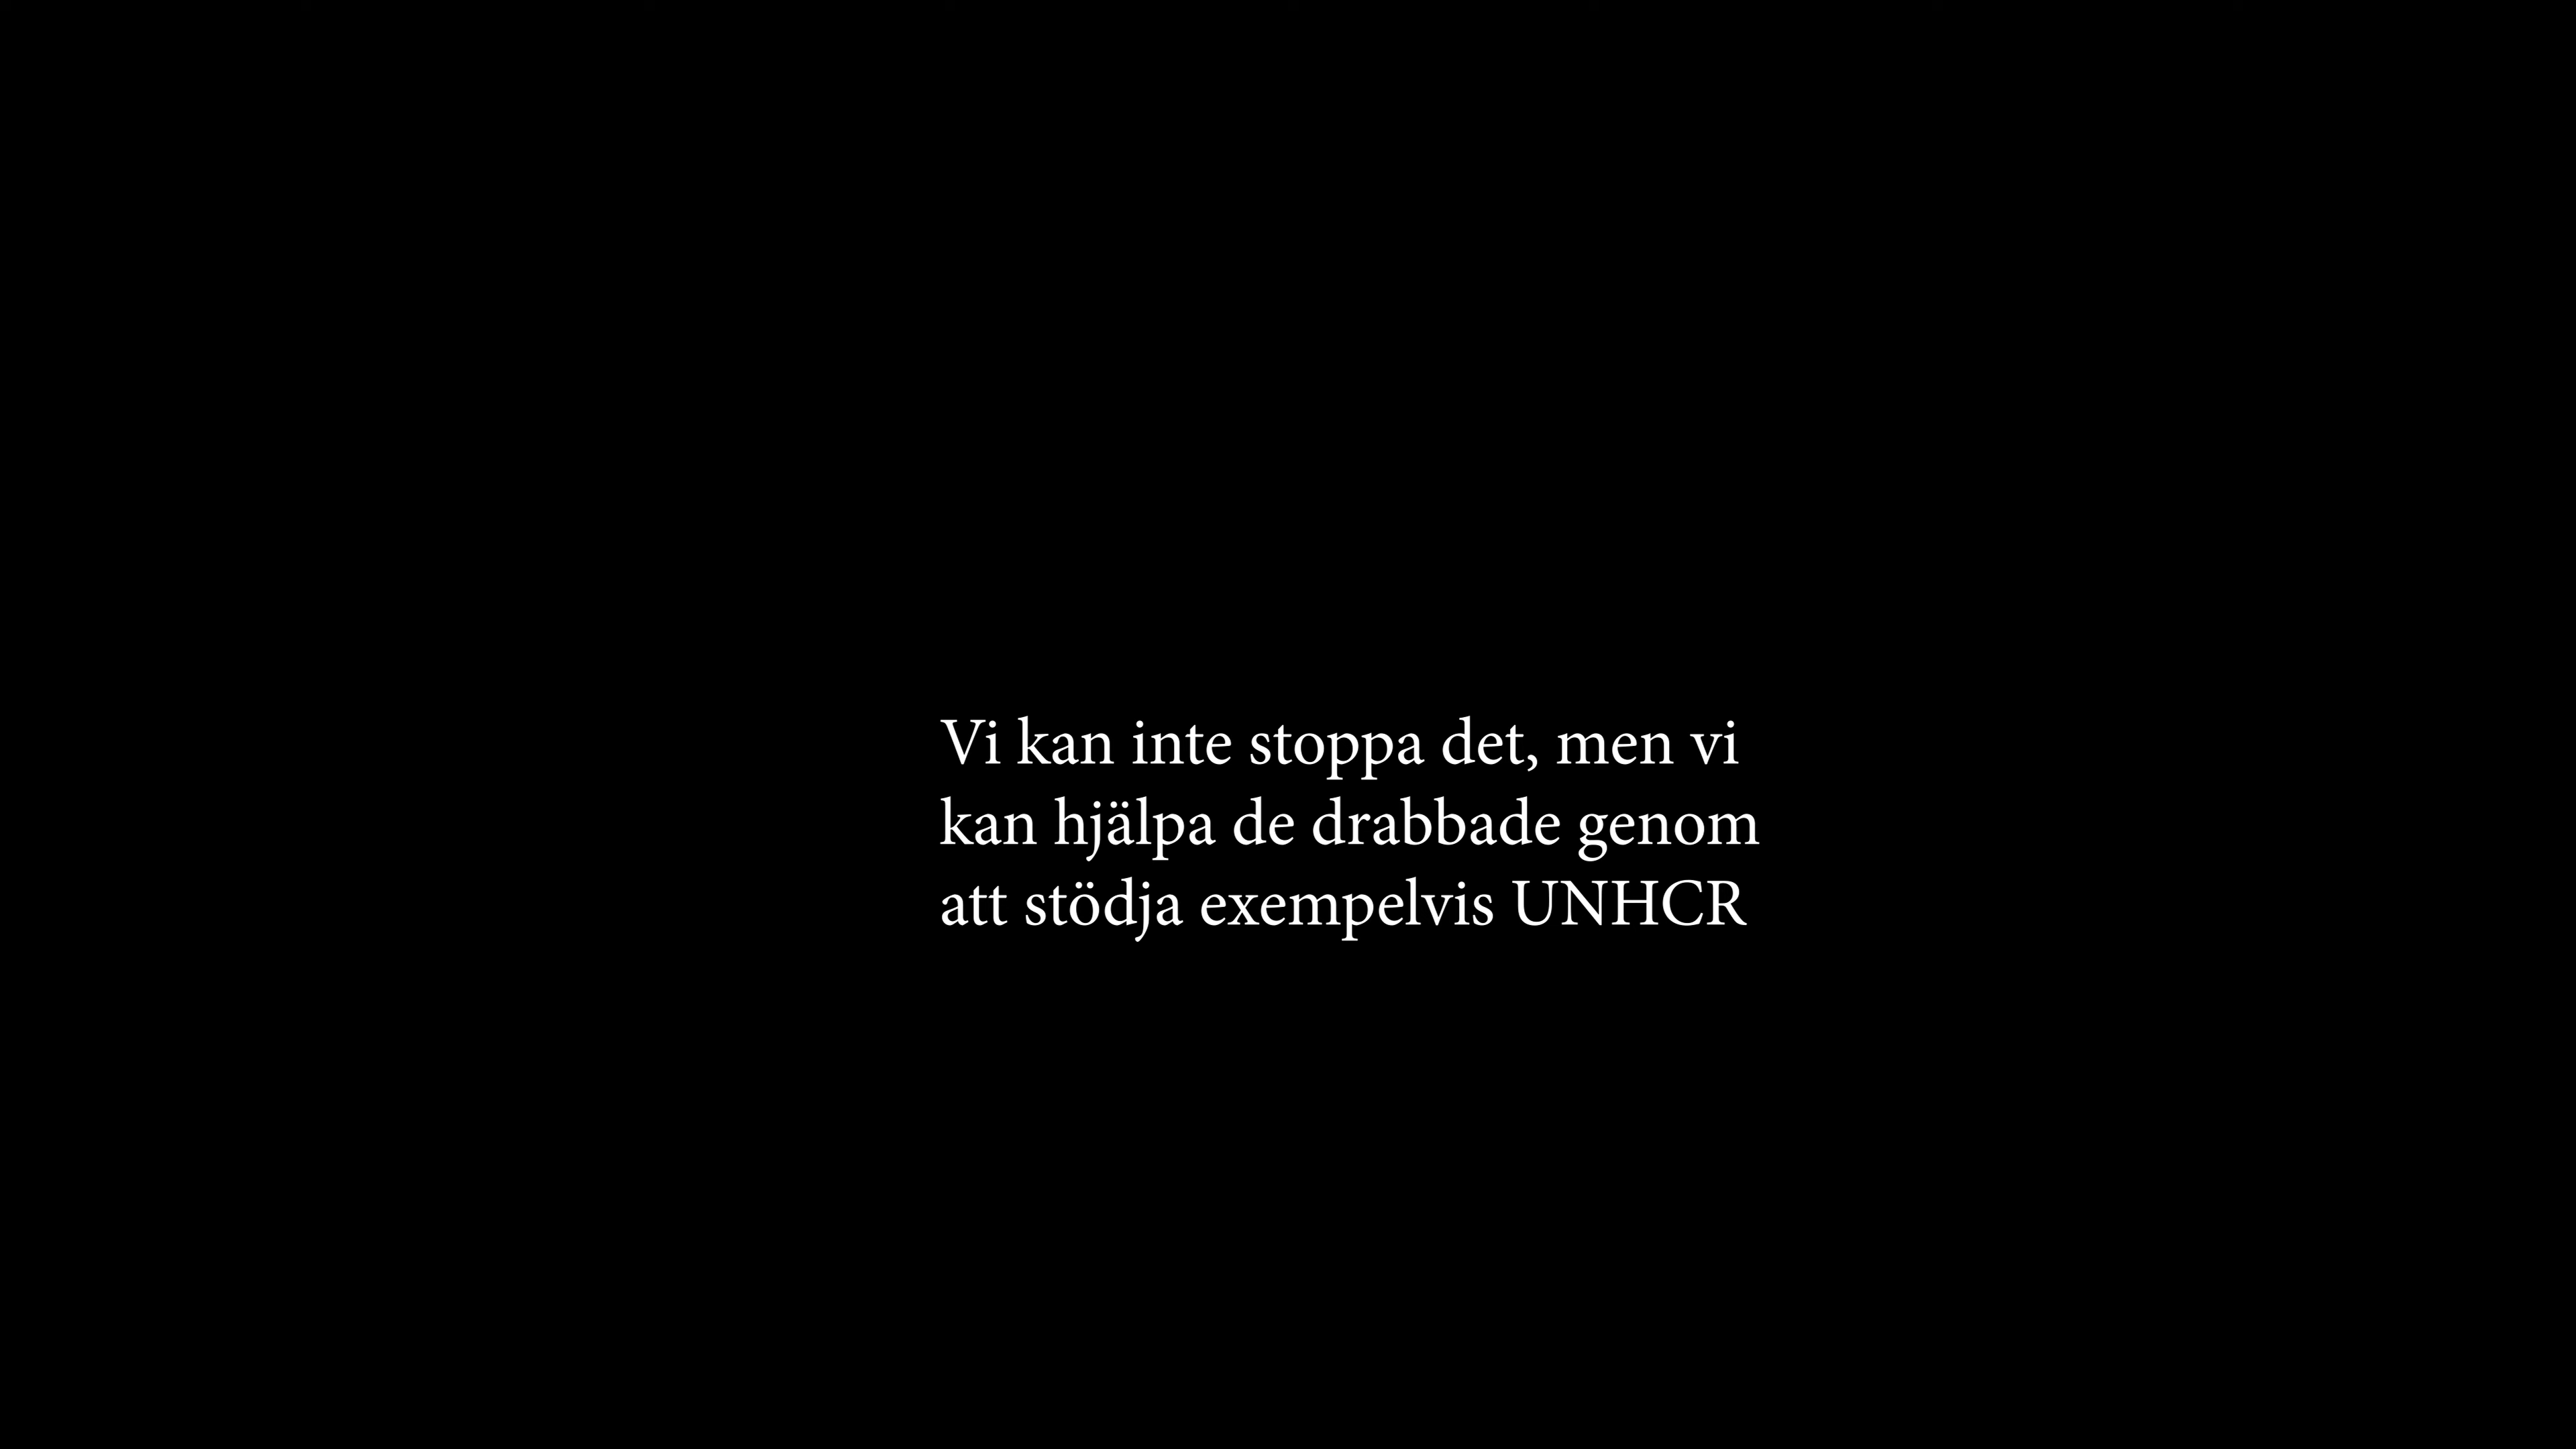 Vi kan inte stoppa det, men vi
kan hjälpa de drabbade genom
att stödja exempelvis UNHCR